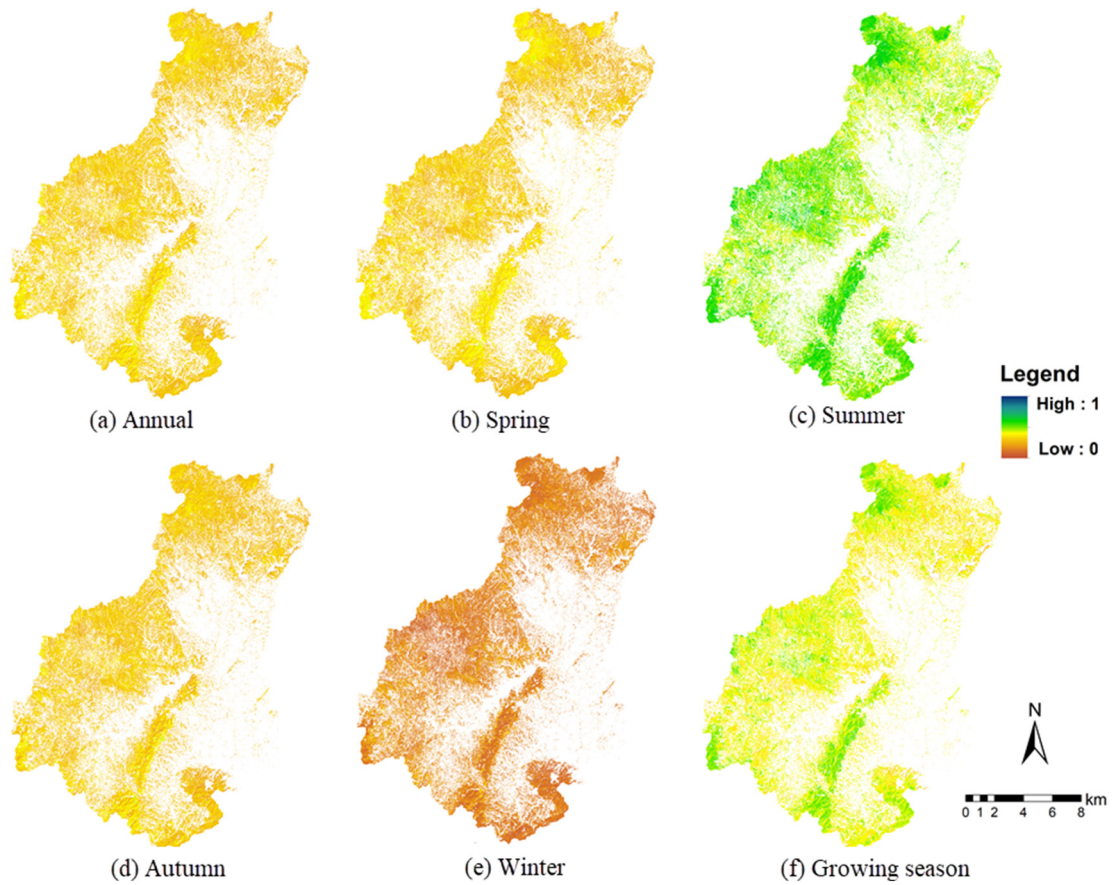 (a) Annual
(b) Spring
(c) Summer
Legend
High : 1
Low : 0
(d) Autumn
(e) Winter
(f) Growing season
N
0 1 2 4 6 8 km